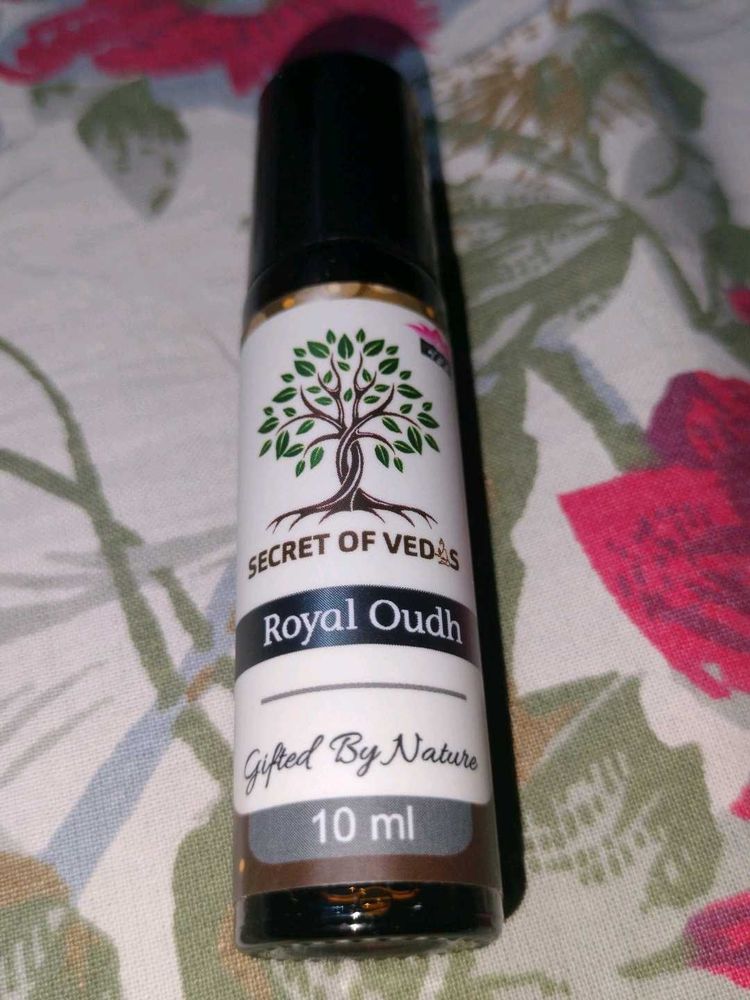 SECRET OF VEDAS
Royal Oudh
Gifted By Nature
10 ml